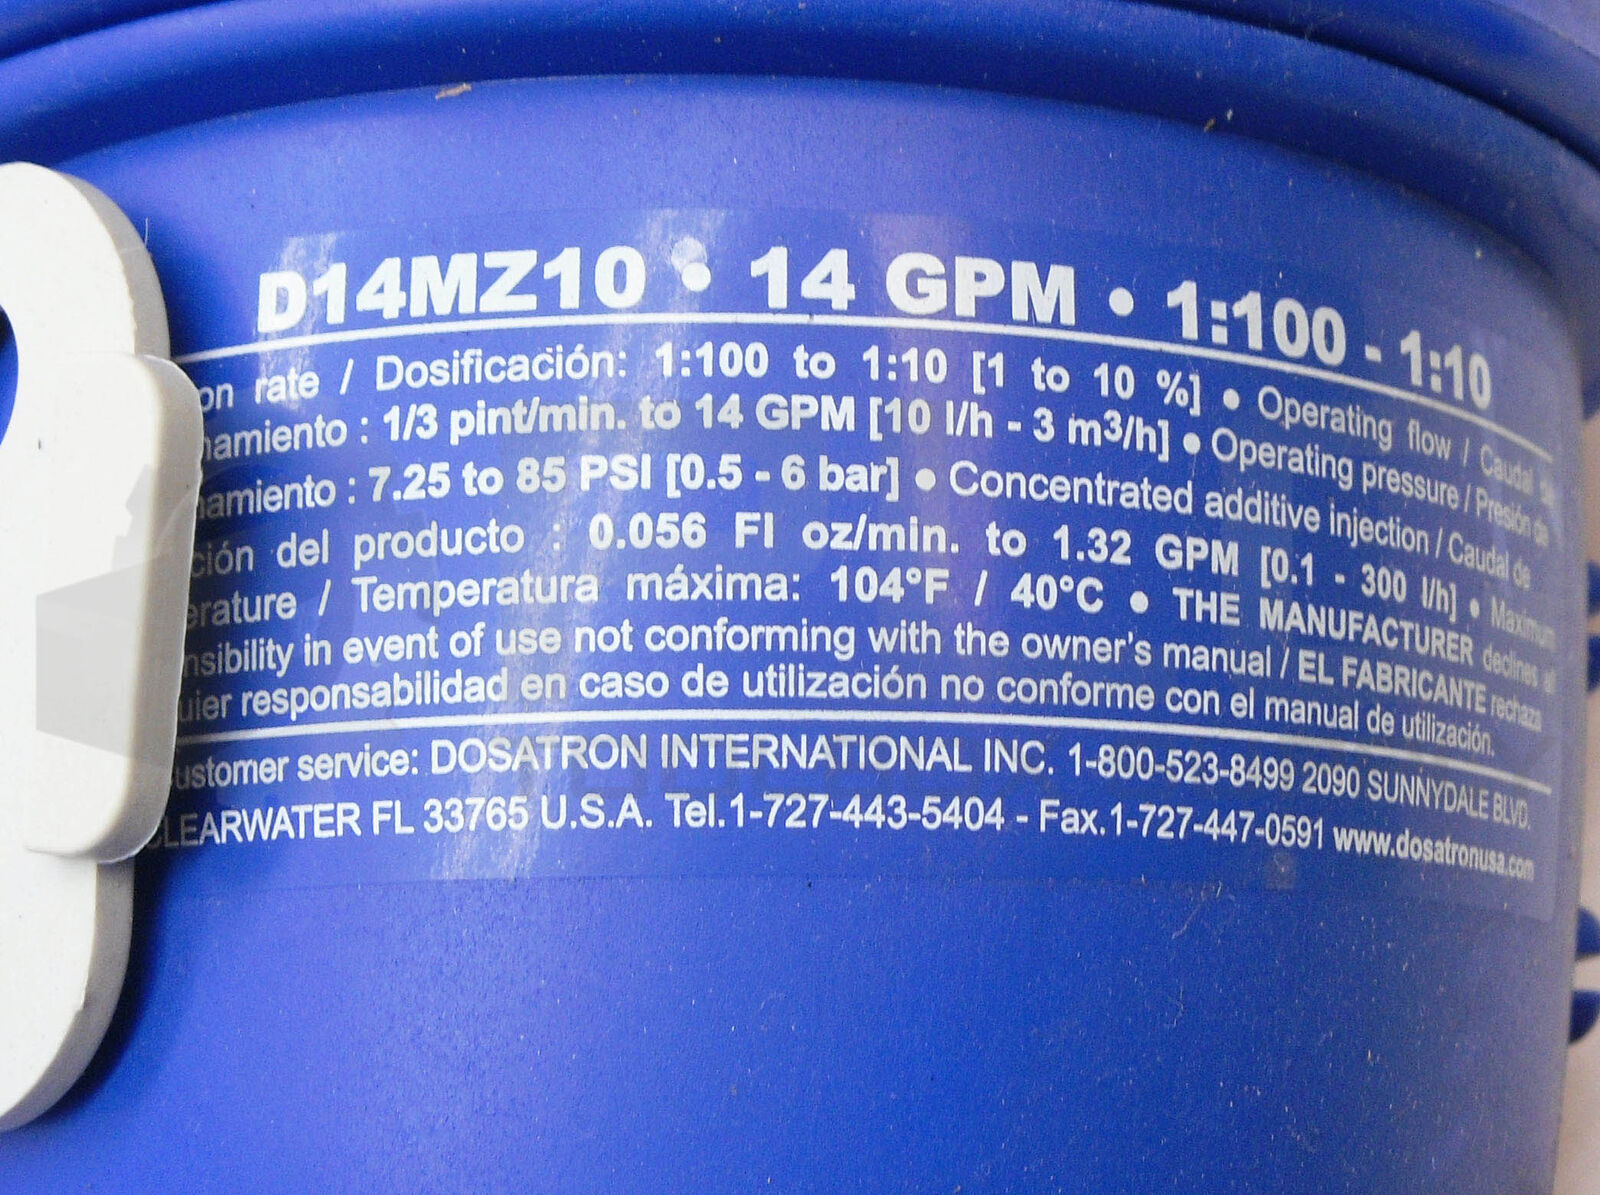 D14MZ10 • 14 GPM • 1:100 - 1:10
on rate / Dosificación: 1:100 to 1:10 [1 to 10 %] • Operating flow / Caudal de
namiento : 1/3 pint/min. to 14 GPM [10 l/h - 3 m³/h] • Operating pressure / Presión de
namiento : 7.25 to 85 PSI [0.5 - 6 bar] • Concentrated additive injection / Caudal de
ción del producto : 0.056 Fl oz/min. to 1.32 GPM [0.1 - 300 l/h] • Maximum
erature / Temperatura máxima: 104°F / 40°C • THE MANUFACTURER declines all
nsibility in event of use not conforming with the owner's manual / EL FABRICANTE rechaza
uier responsabilidad en caso de utilización no conforme con el manual de utilización.
ustomer service: DOSATRON INTERNATIONAL INC. 1-800-523-8499 2090 SUNNYDALE BLVD.
CLEARWATER FL 33765 U.S.A. Tel.1-727-443-5404 - Fax.1-727-447-0591 www.dosatronusa.com